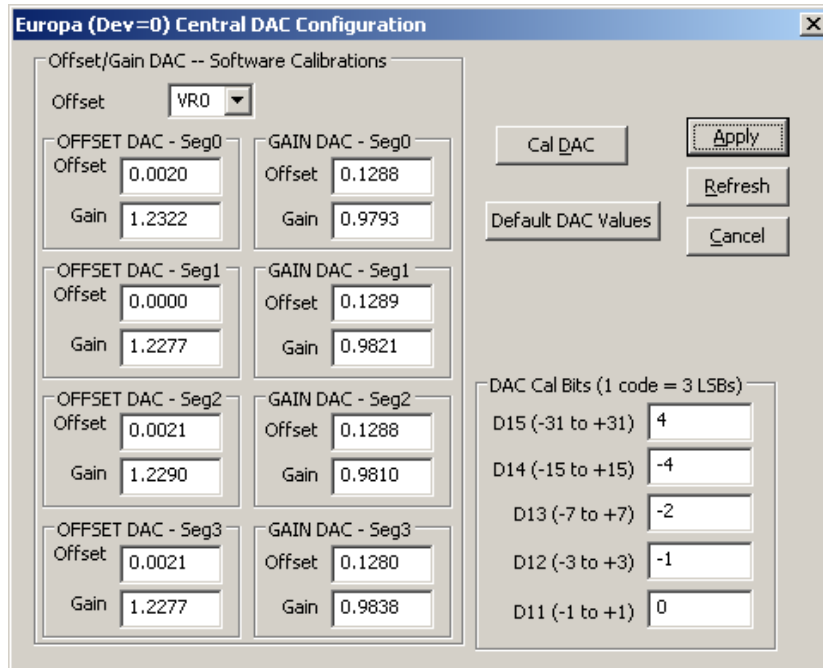 Europa (Dev=0) Central DAC Configuration
Offset/Gain DAC -- Software Calibrations
Offset VR0
OFFSET DAC - Seg0
Offset 0.0020
Gain 1.2322
GAIN DAC - Seg0
Offset 0.1288
Gain 0.9793
OFFSET DAC - Seg1
Offset 0.0000
Gain 1.2277
GAIN DAC - Seg1
Offset 0.1289
Gain 0.9821
OFFSET DAC - Seg2
Offset 0.0021
Gain 1.2290
GAIN DAC - Seg2
Offset 0.1288
Gain 0.9810
OFFSET DAC - Seg3
Offset 0.0021
Gain 1.2277
GAIN DAC - Seg3
Offset 0.1280
Gain 0.9838
Cal DAC
Default DAC Values
Apply
Refresh
Cancel
DAC Cal Bits (1 code = 3 LSBs)
D15 (-31 to +31) 4
D14 (-15 to +15) -4
D13 (-7 to +7) -2
D12 (-3 to +3) -1
D11 (-1 to +1) 0